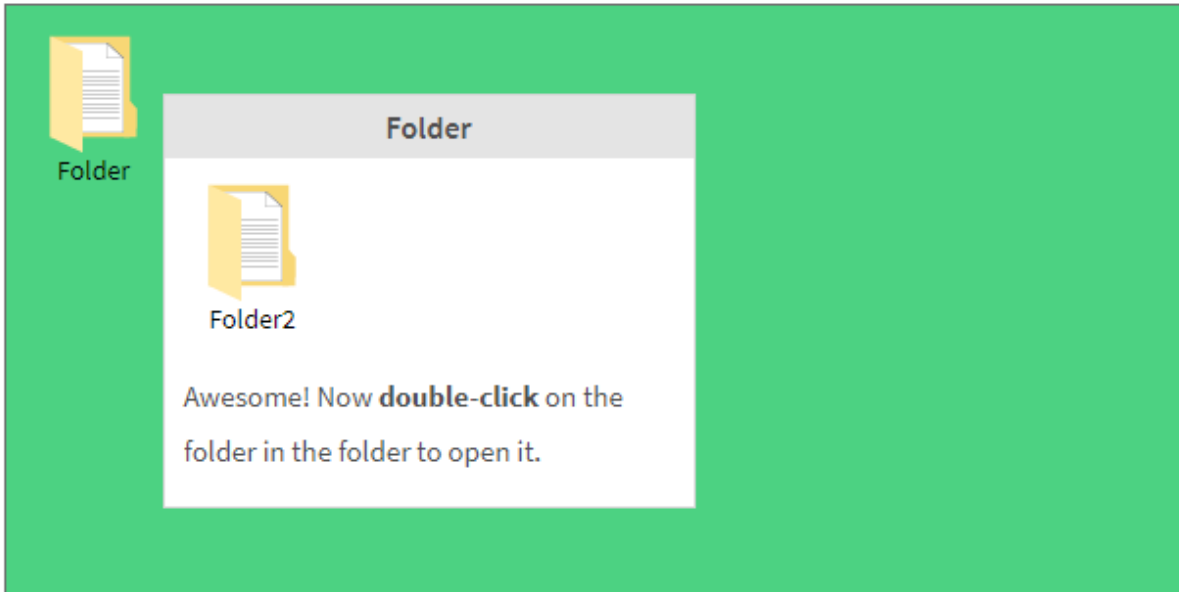 Folder
Folder
Folder2
Awesome! Now double-click on the
folder in the folder to open it.